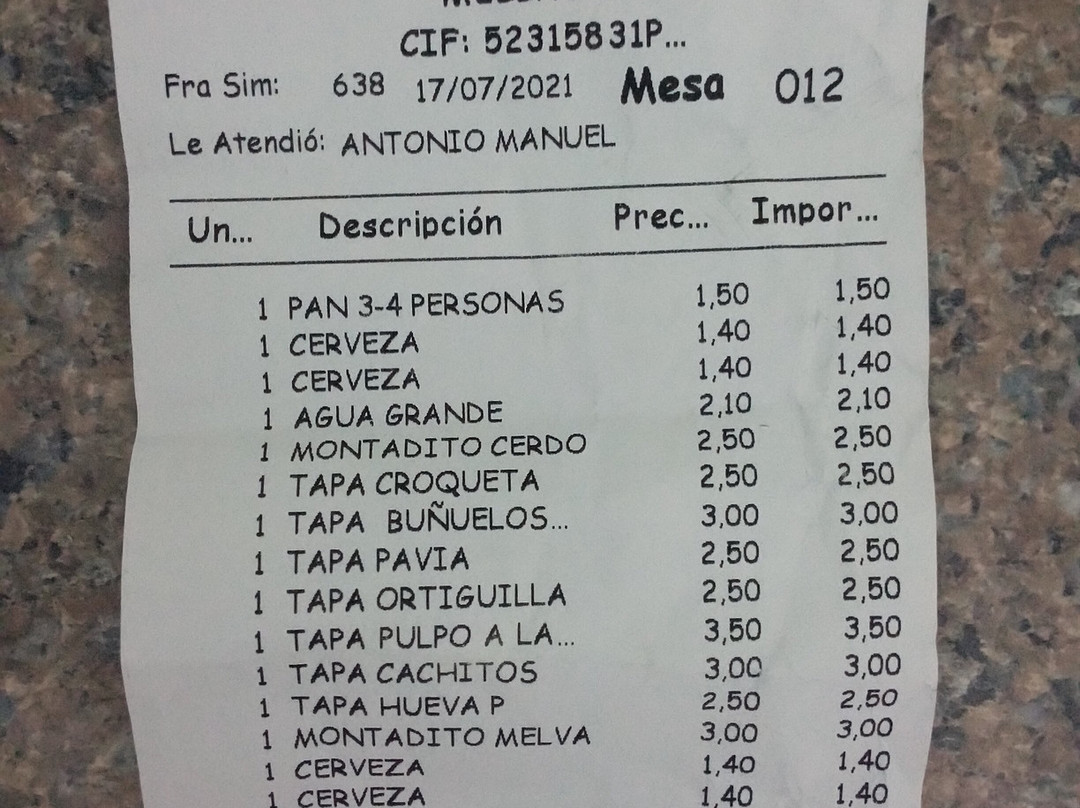 CIF: 52315831P...
Fra Sim: 638 17/07/2021 Mesa 012
Le Atendió: ANTONIO MANUEL
Un... Descripción Prec... Impor...
1 PAN 3-4 PERSONAS 1,50 1,50
1 CERVEZA 1,40 1,40
1 CERVEZA 1,40 1,40
1 AGUA GRANDE 2,10 2,10
1 MONTADITO CERDO 2,50 2,50
1 TAPA CROQUETA 2,50 2,50
1 TAPA BUÑUELOS... 3,00 3,00
1 TAPA PAVIA 2,50 2,50
1 TAPA ORTIGUILLA 2,50 2,50
1 TAPA PULPO A LA... 3,50 3,50
1 TAPA CACHITOS 3,00 3,00
1 TAPA HUEVA P 2,50 2,50
1 MONTADITO MELVA 3,00 3,00
1 CERVEZA 1,40 1,40
1 CERVEZA 1,40 1,40